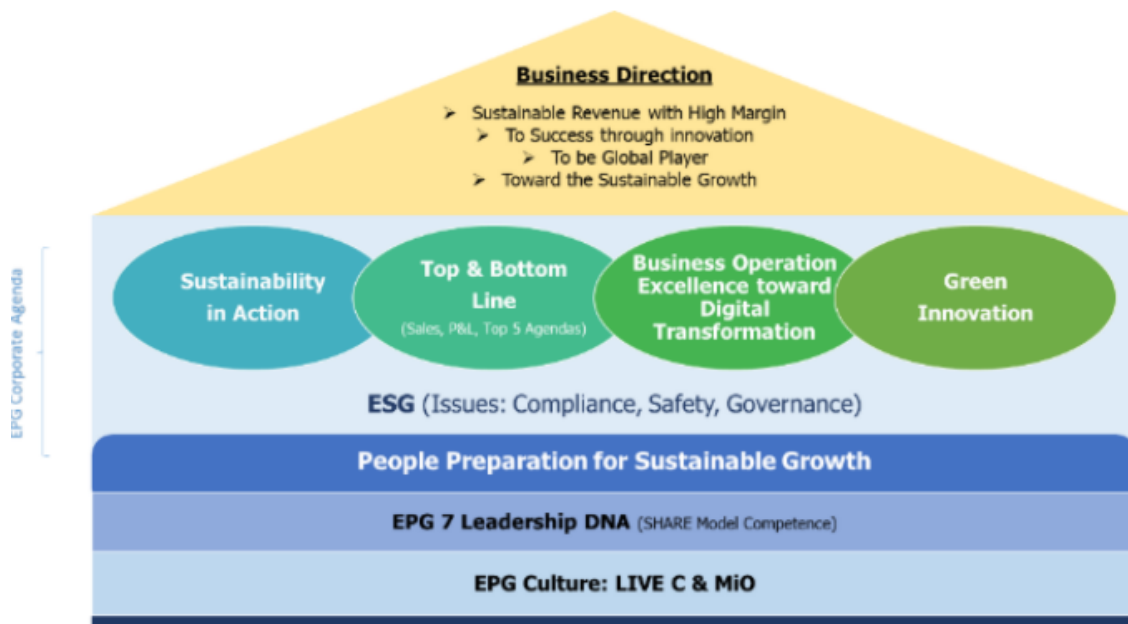 Business Direction
➢ Sustainable Revenue with High Margin
➢ To Success through innovation
➢ To be Global Player
➢ Toward the Sustainable Growth
EPG Corporate Agenda
Sustainability
in Action
Top & Bottom
Line
(Sales, P&L, Top 5 Agendas)
Business Operation
Excellence toward
Digital
Transformation
Green
Innovation
ESG (Issues: Compliance, Safety, Governance)
People Preparation for Sustainable Growth
EPG 7 Leadership DNA (SHARE Model Competence)
EPG Culture: LIVE C & MiO